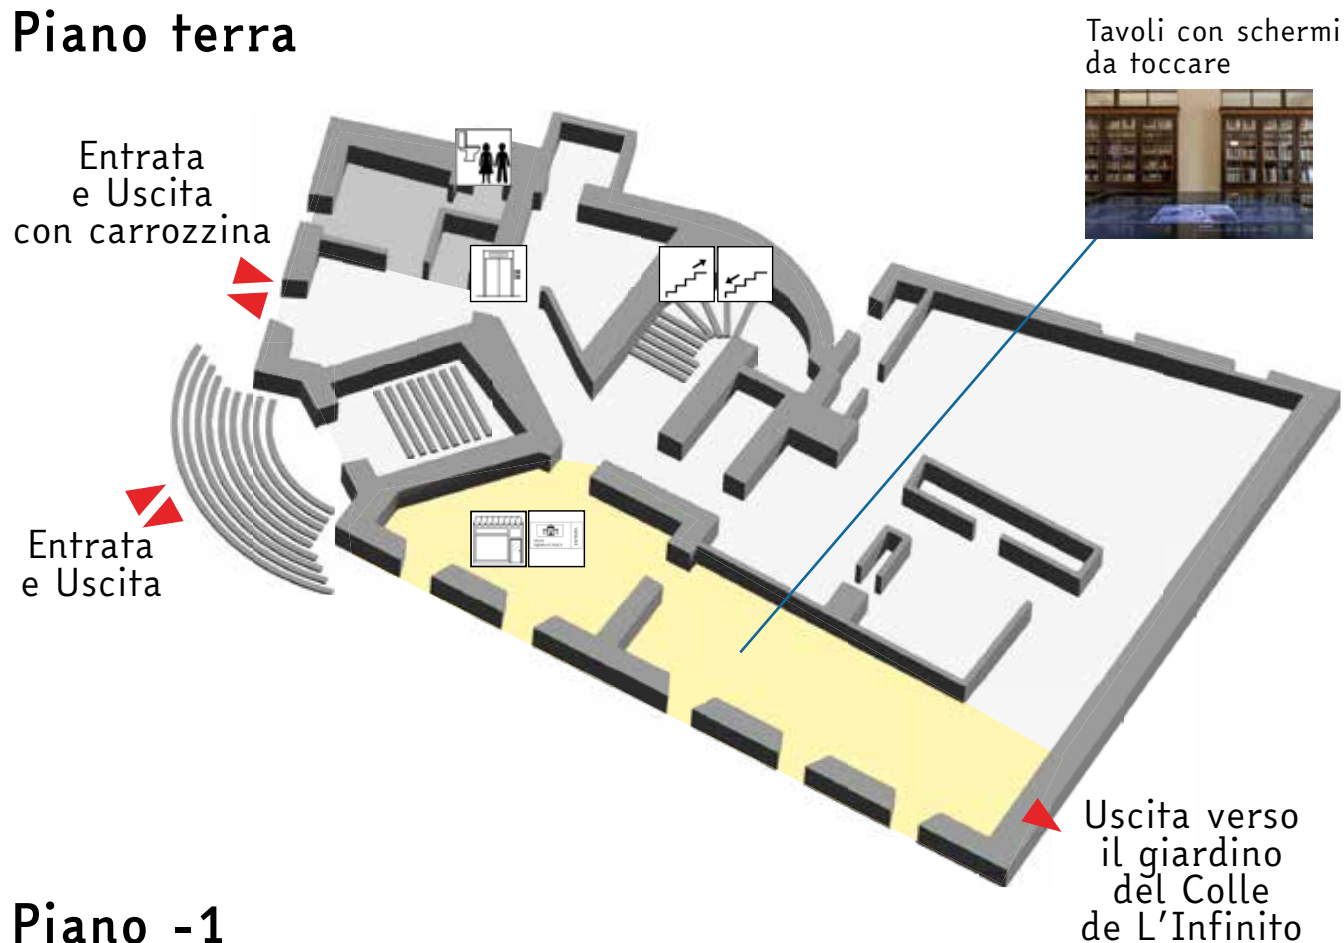 Piano terra
Tavoli con schermi
da toccare
Entrata
e Uscita
con carrozzina
Entrata
e Uscita
Uscita verso
il giardino
del Colle
de L'Infinito
Piano -1